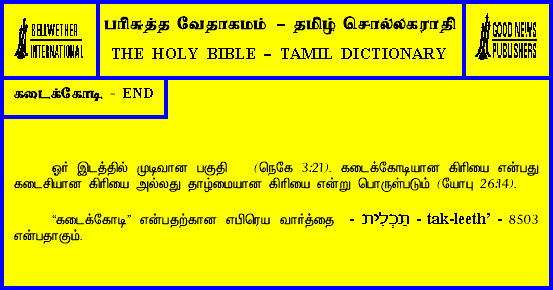 BELLWETHER
INTERNATIONAL
பரிசுத்த வேதாகமம் – தமிழ் சொல்லகராதி
THE HOLY BIBLE – TAMIL DICTIONARY
GOOD NEWS
PUBLISHERS
கடைக்கோடி - END
ஓர் இடத்தில் முடிவான பகுதி (நெகே 3:21). கடைக்கோடியான கிரியை என்பது
கடைசியான கிரியை அல்லது தாழ்மையான கிரியை என்று பொருள்படும் (யோபு 26:14).
“கடைக்கோடி” என்பதற்கான எபிரெய வார்த்தை - תַּכְלִית - tak-leeth’ - 8503
என்பதாகும்.